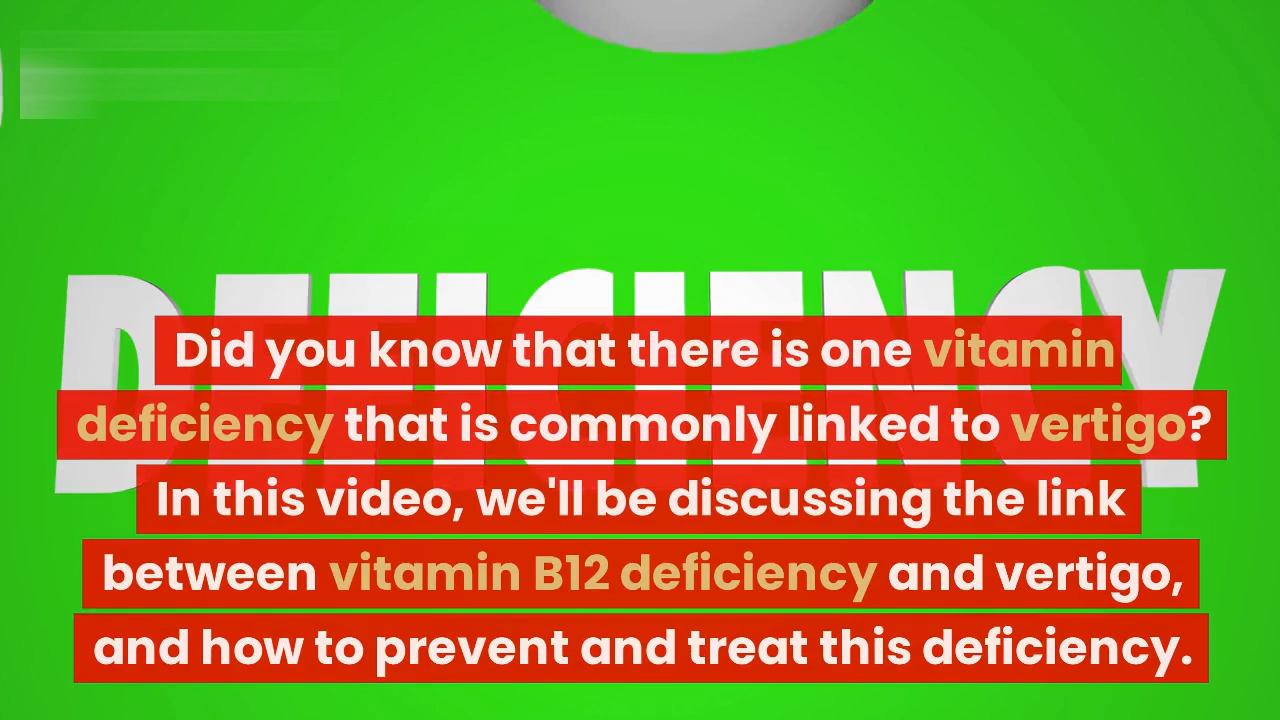 DEFICIENCY
Did you know that there is one vitamin
deficiency that is commonly linked to vertigo?
In this video, we'll be discussing the link
between vitamin B12 deficiency and vertigo,
and how to prevent and treat this deficiency.